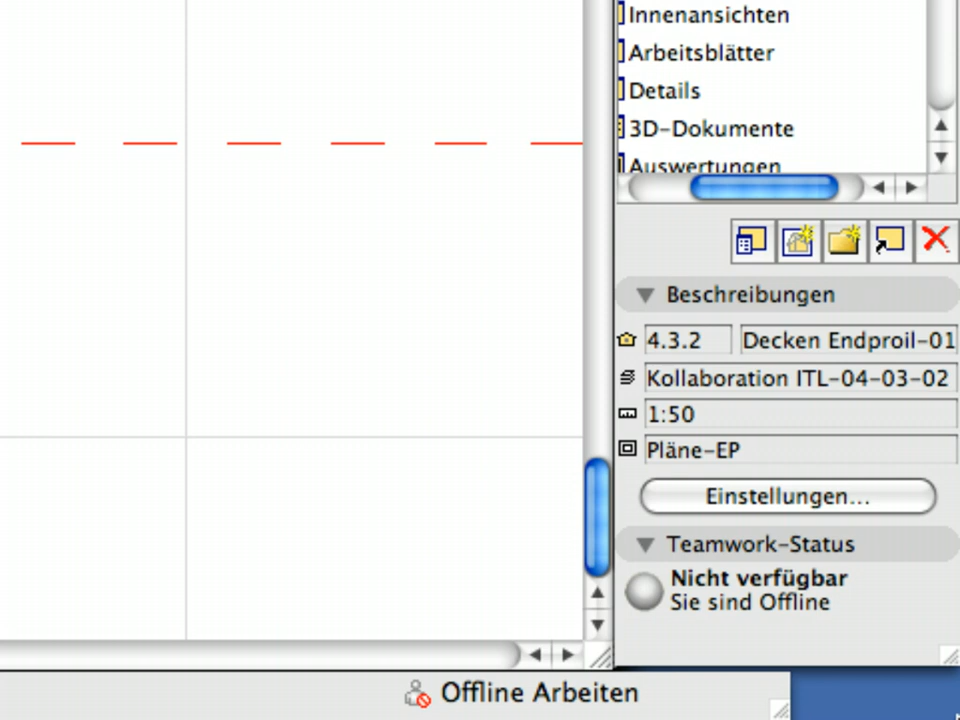 Innenansichten
Arbeitsblätter
Details
3D-Dokumente
Auswertungen
Beschreibungen
4.3.2 Decken Endproil-01
Kollaboration ITL-04-03-02
1:50
Pläne-EP
Einstellungen...
Teamwork-Status
Nicht verfügbar
Sie sind Offline
Offline Arbeiten